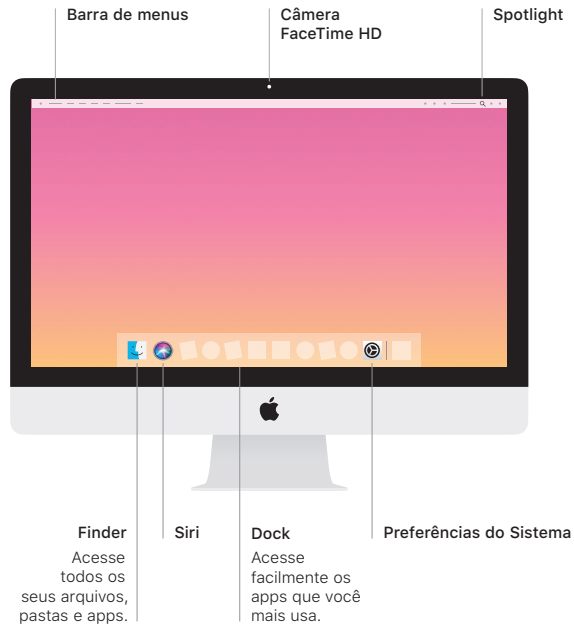 Barra de menus
Câmera
FaceTime HD
Spotlight
Finder
Acesse
todos os
seus arquivos,
pastas e apps.
Siri
Dock
Acesse
facilmente os
apps que você
mais usa.
Preferências do Sistema